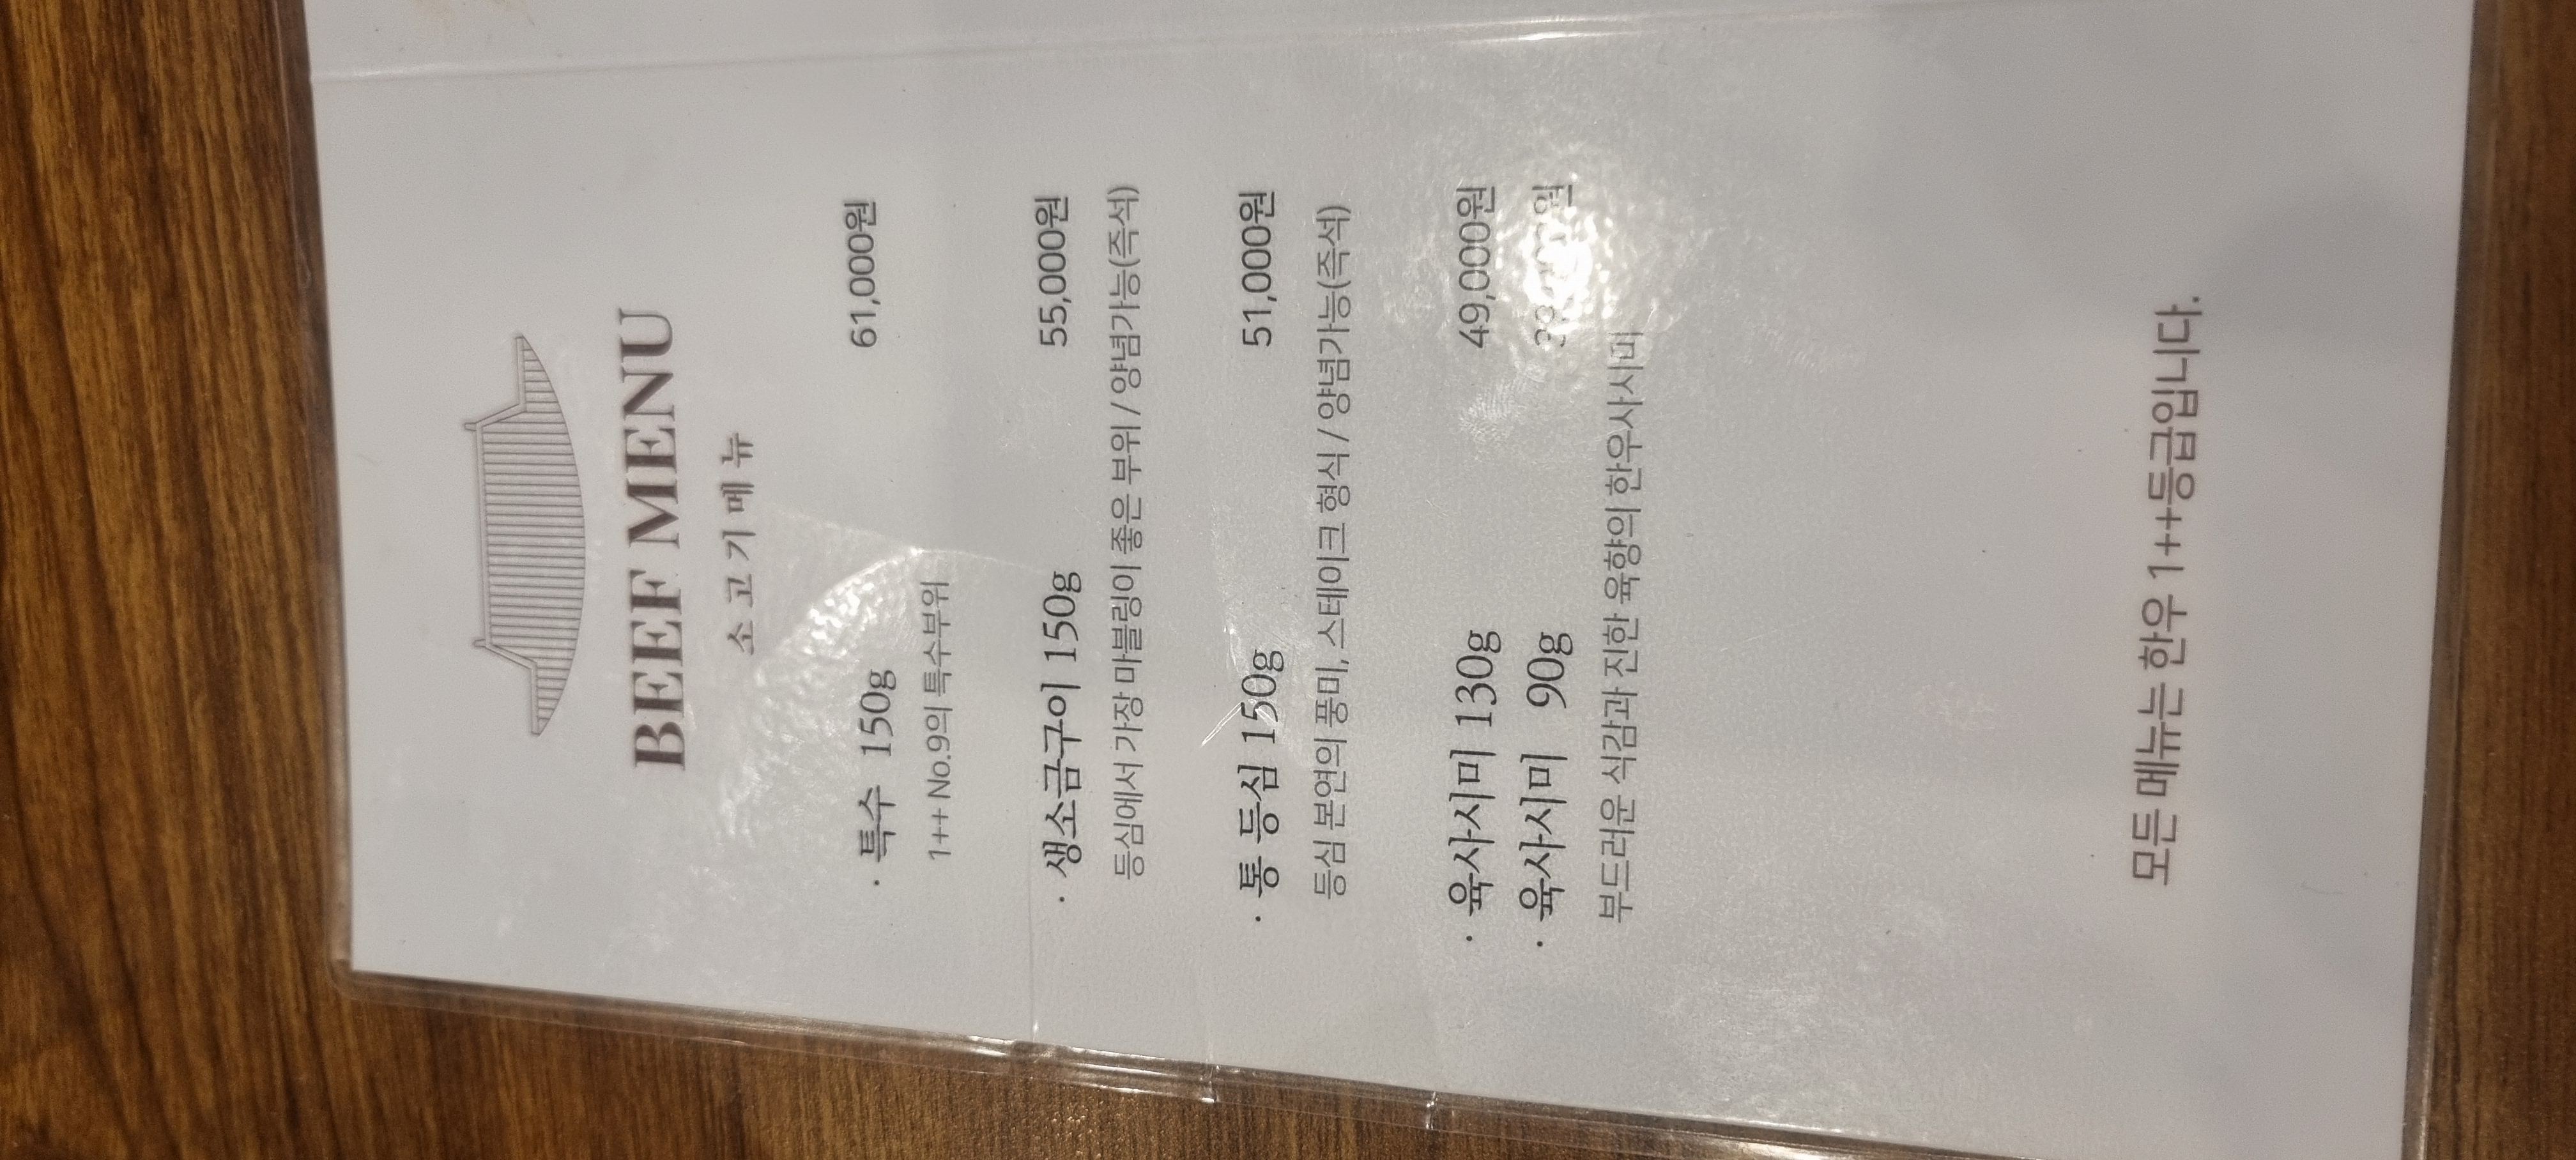 BEEF MENU
소고기메뉴
· 특수 150g 61,000원
1++ No.9의 특수부위
· 생소금구이 150g 55,000원
등심에서 가장 마블링이 좋은 부위 / 양념가능(즉석)
· 통 등심 150g 51,000원
등심 본연의 풍미, 스테이크 형식 / 양념가능(즉석)
· 육사시미 130g 49,000원
· 육사시미 90g
부드러운 식감과 진한 육향의 한우사시미
모든 메뉴는 한우 1++등급입니다.